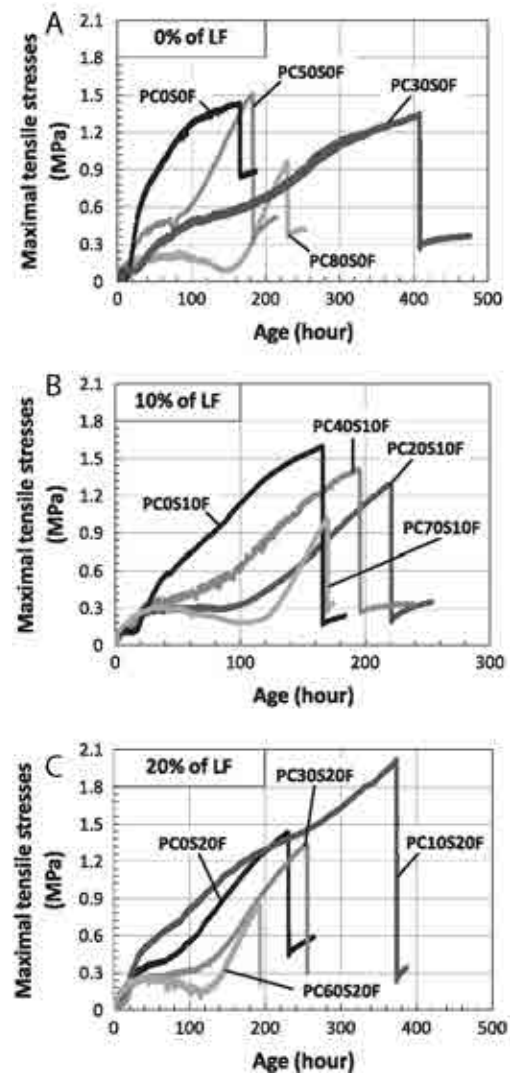 A
0% of LF
PC50S0F
PC0S0F
PC30S0F
PC80S0F
2.1
1.8
1.5
1.2
0.9
0.6
0.3
0
0
100
200
300
400
500
Maximal tensile stresses
(MPa)
Age (hour)
B
10% of LF
PC40S10F
PC20S10F
PC0S10F
PC70S10F
2.1
1.8
1.5
1.2
0.9
0.6
0.3
0
0
100
200
300
Maximal tensile stresses
(MPa)
Age (hour)
C
20% of LF
PC30S20F
PC0S20F
PC10S20F
PC60S20F
2.1
1.8
1.5
1.2
0.9
0.6
0.3
0
0
100
200
300
400
500
Maximal tensile stresses
(MPa)
Age (hour)